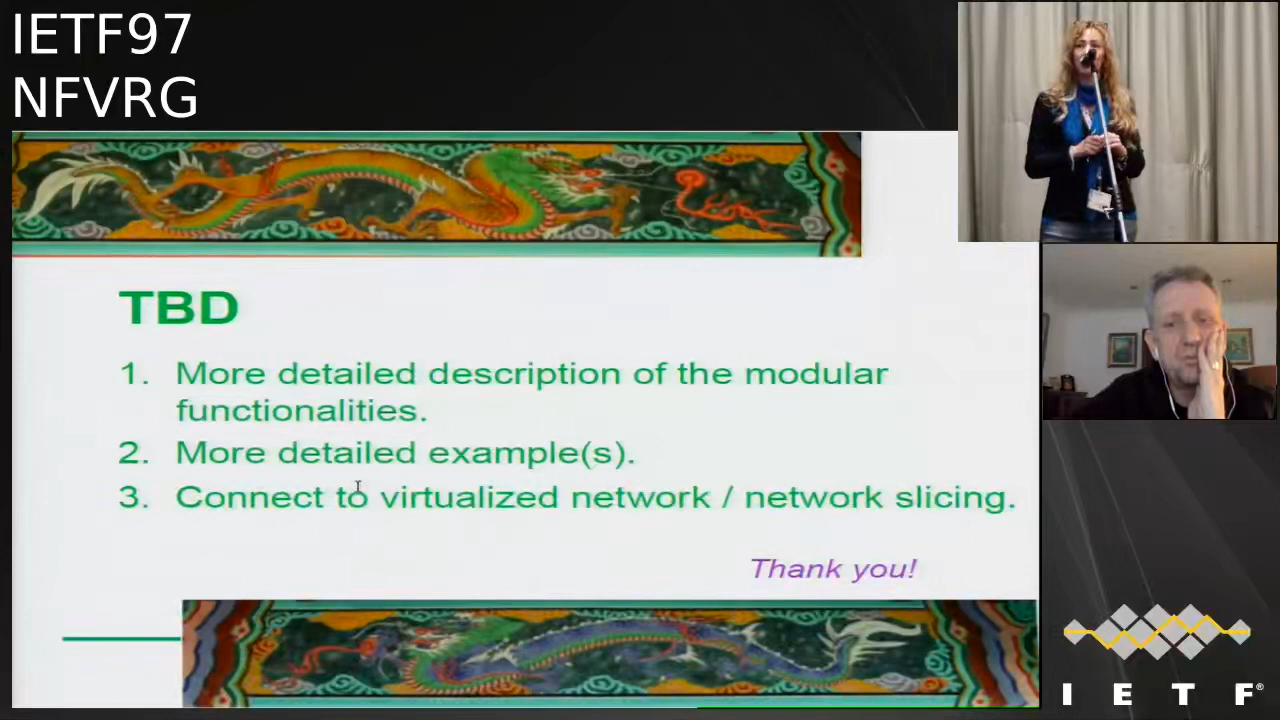 IETF97
NFVRG
TBD
1. More detailed description of the modular
functionalities.
2. More detailed example(s).
3. Connect to virtualized network / network slicing.
Thank you!
I E T F®